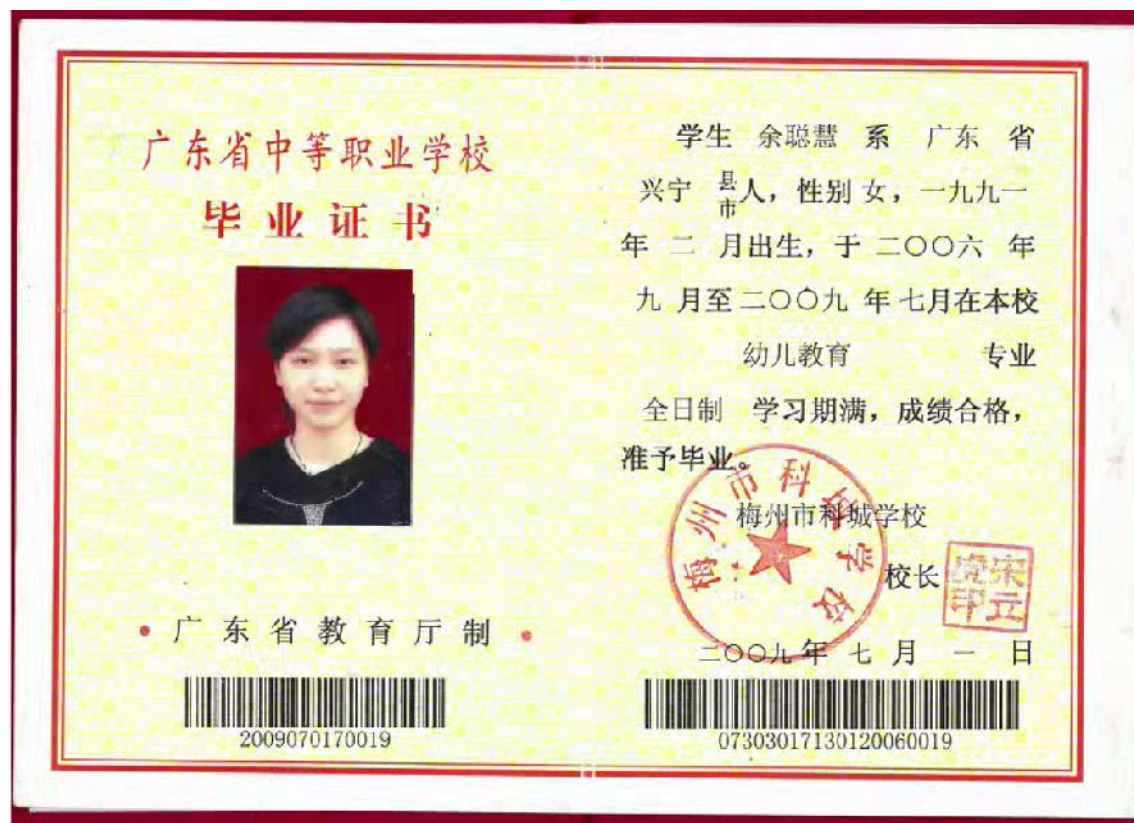 广东省中等职业学校
毕业证书
广东省教育厅制
2009070170019
学生 余聪慧 系 广东 省
兴宁 县市人，性别 女，一九九一
年 二 月出生，于 二〇〇六 年
九 月至 二〇〇九 年 七月在本校
幼儿教育 专业
全日制 学习期满，成绩合格，
准予毕业。
梅州市科城学校
梅州市科城学校
校长
二〇〇九 年 七 月 一 日
07303017130120060019